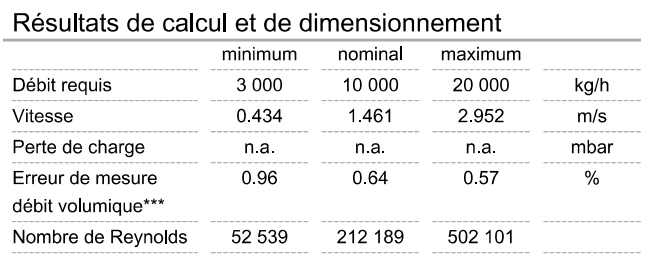 Résultats de calcul et de dimensionnement
minimum nominal maximum
Débit requis 3 000 10 000 20 000 kg/h
Vitesse 0.434 1.461 2.952 m/s
Perte de charge n.a. n.a. n.a. mbar
Erreur de mesure 0.96 0.64 0.57 %
débit volumique***
Nombre de Reynolds 52 539 212 189 502 101